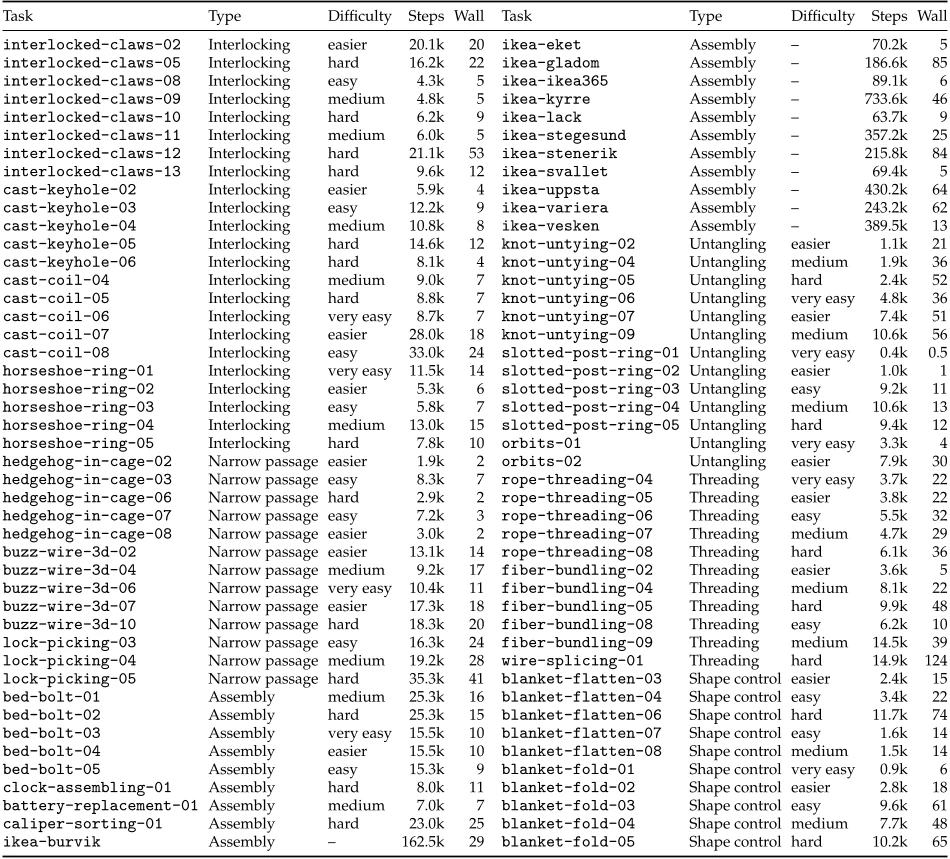 Task Type Difficulty Steps Wall Task Type Difficulty Steps Wall
interlocked-claws-02 Interlocking easier 20.1k 20 ikea-eket Assembly – 70.2k 5
interlocked-claws-05 Interlocking hard 16.2k 22 ikea-gladom Assembly – 186.6k 85
interlocked-claws-08 Interlocking easy 4.3k 5 ikea-ikea365 Assembly – 89.1k 6
interlocked-claws-09 Interlocking medium 4.8k 5 ikea-kyrre Assembly – 733.6k 46
interlocked-claws-10 Interlocking hard 6.2k 9 ikea-lack Assembly – 63.7k 9
interlocked-claws-11 Interlocking medium 6.0k 5 ikea-stegesund Assembly – 357.2k 25
interlocked-claws-12 Interlocking hard 21.1k 53 ikea-stenerik Assembly – 215.8k 84
interlocked-claws-13 Interlocking hard 9.6k 12 ikea-svallet Assembly – 69.4k 5
cast-keyhole-02 Interlocking easier 5.9k 4 ikea-uppsta Assembly – 430.2k 64
cast-keyhole-03 Interlocking easy 12.2k 9 ikea-variera Assembly – 243.2k 62
cast-keyhole-04 Interlocking medium 10.8k 8 ikea-vesken Assembly – 389.5k 13
cast-keyhole-05 Interlocking hard 14.6k 12 knot-untying-02 Untangling easier 1.1k 21
cast-keyhole-06 Interlocking hard 8.1k 4 knot-untying-04 Untangling medium 1.9k 36
cast-coil-04 Interlocking medium 9.0k 7 knot-untying-05 Untangling hard 2.4k 52
cast-coil-05 Interlocking hard 8.8k 7 knot-untying-06 Untangling very easy 4.8k 36
cast-coil-06 Interlocking very easy 8.7k 7 knot-untying-07 Untangling easier 7.4k 51
cast-coil-07 Interlocking easier 28.0k 18 knot-untying-09 Untangling medium 10.6k 56
cast-coil-08 Interlocking easy 33.0k 24 slotted-post-ring-01 Untangling very easy 0.4k 0.5
horseshoe-ring-01 Interlocking very easy 11.5k 14 slotted-post-ring-02 Untangling easier 1.0k 1
horseshoe-ring-02 Interlocking easier 5.3k 6 slotted-post-ring-03 Untangling easy 9.2k 11
horseshoe-ring-03 Interlocking easy 5.8k 7 slotted-post-ring-04 Untangling medium 10.6k 13
horseshoe-ring-04 Interlocking medium 13.0k 15 slotted-post-ring-05 Untangling hard 9.4k 12
horseshoe-ring-05 Interlocking hard 7.8k 10 orbits-01 Untangling very easy 3.3k 4
hedgehog-in-cage-02 Narrow passage easier 1.9k 2 orbits-02 Untangling easier 7.9k 30
hedgehog-in-cage-03 Narrow passage easy 8.3k 7 rope-threading-04 Threading very easy 3.7k 22
hedgehog-in-cage-06 Narrow passage hard 2.9k 2 rope-threading-05 Threading easier 3.8k 22
hedgehog-in-cage-07 Narrow passage easy 7.2k 3 rope-threading-06 Threading easy 5.5k 32
hedgehog-in-cage-08 Narrow passage easier 3.0k 2 rope-threading-07 Threading medium 4.7k 29
buzz-wire-3d-02 Narrow passage easier 13.1k 14 rope-threading-08 Threading hard 6.1k 36
buzz-wire-3d-04 Narrow passage medium 9.2k 17 fiber-bundling-02 Threading easier 3.6k 5
buzz-wire-3d-06 Narrow passage very easy 10.4k 11 fiber-bundling-04 Threading medium 8.1k 22
buzz-wire-3d-07 Narrow passage easier 17.3k 18 fiber-bundling-05 Threading hard 9.9k 48
buzz-wire-3d-10 Narrow passage hard 18.3k 20 fiber-bundling-08 Threading easy 6.2k 10
lock-picking-03 Narrow passage easy 16.3k 24 fiber-bundling-09 Threading medium 14.5k 39
lock-picking-04 Narrow passage medium 19.2k 28 wire-splicing-01 Threading hard 14.9k 124
lock-picking-05 Narrow passage hard 35.3k 41 blanket-flatten-03 Shape control easier 2.4k 15
bed-bolt-01 Assembly medium 25.3k 16 blanket-flatten-04 Shape control easy 3.4k 22
bed-bolt-02 Assembly hard 25.3k 15 blanket-flatten-06 Shape control hard 11.7k 74
bed-bolt-03 Assembly very easy 15.5k 10 blanket-flatten-07 Shape control easy 1.6k 14
bed-bolt-04 Assembly easier 15.5k 10 blanket-flatten-08 Shape control medium 1.5k 14
bed-bolt-05 Assembly easy 15.3k 9 blanket-fold-01 Shape control very easy 0.9k 6
clock-assembling-01 Assembly hard 8.0k 11 blanket-fold-02 Shape control easier 2.8k 18
battery-replacement-01 Assembly medium 7.0k 7 blanket-fold-03 Shape control easy 9.6k 61
caliper-sorting-01 Assembly hard 23.0k 25 blanket-fold-04 Shape control medium 7.7k 48
ikea-burvik Assembly – 162.5k 29 blanket-fold-05 Shape control hard 10.2k 65